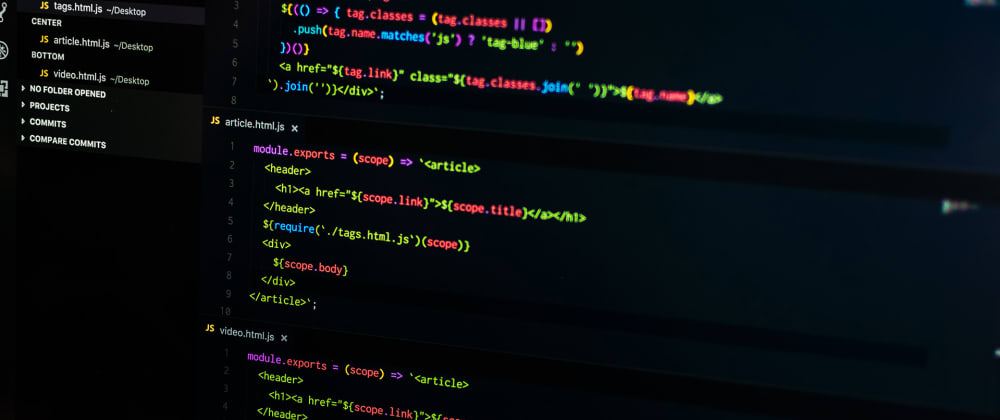 JS tags.html.js ~/Desktop
CENTER
JS article.html.js ~/Desktop
BOTTOM
JS video.html.js ~/Desktop
NO FOLDER OPENED
PROJECTS
COMMITS
COMPARE COMMITS
3 ${(() => { tag.classes = (tag.classes || [])
4 .push(tag.name.matches('js') ? 'tag-blue' : '')
5 })()}
6 <a href="${tag.link}" class="${tag.classes.join(' ')}">${tag.name}</a>
7 `).join('')}</div>`;
8
JS article.html.js ×
1 module.exports = (scope) => `<article>
2 <header>
3 <h1><a href="${scope.link}">${scope.title}</a></h1>
4 </header>
5 ${require('./tags.html.js')(scope)}
6 <div>
7 ${scope.body}
8 </div>
9 </article>`;
10
JS video.html.js ×
1 module.exports = (scope) => `<article>
2 <header>
3 <h1><a href="${scope.link}">${
4 </header>